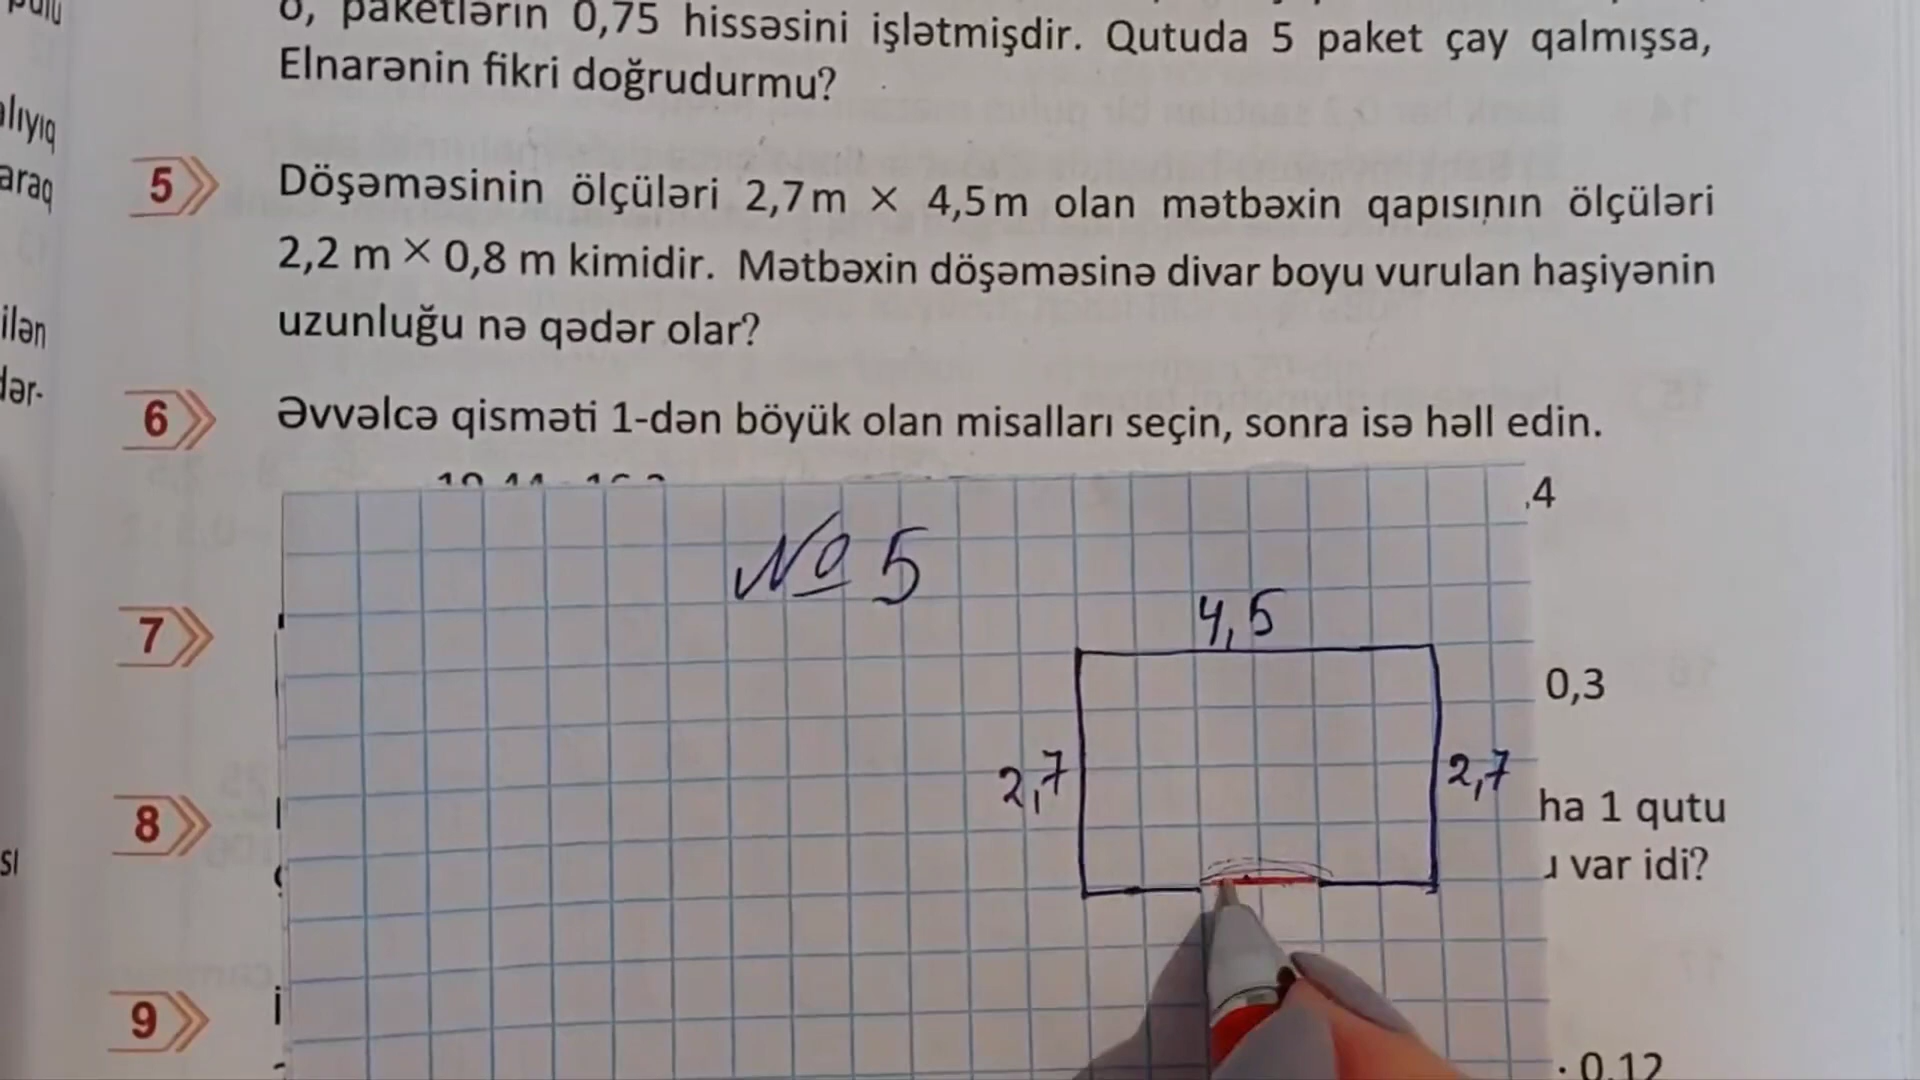 paketlərin 0,75 hissəsini işlətmişdir. Qutuda 5 paket çay qalmışsa,
Elnarənin fikri doğrudurmu?
5 Döşəməsinin ölçüləri 2,7 m × 4,5 m olan mətbəxin qapısının ölçüləri
2,2 m × 0,8 m kimidir. Mətbəxin döşəməsinə divar boyu vurulan haşiyənin
uzunluğu nə qədər olar?
6 Əvvəlcə qisməti 1-dən böyük olan misalları seçin, sonra isə həll edin.
,4
№ 5
4,5
7
0,3
2,7
2,7
8
ha 1 qutu
var idi?
9
· 0,12
alıyıq
araq
ilən
dər-
sı